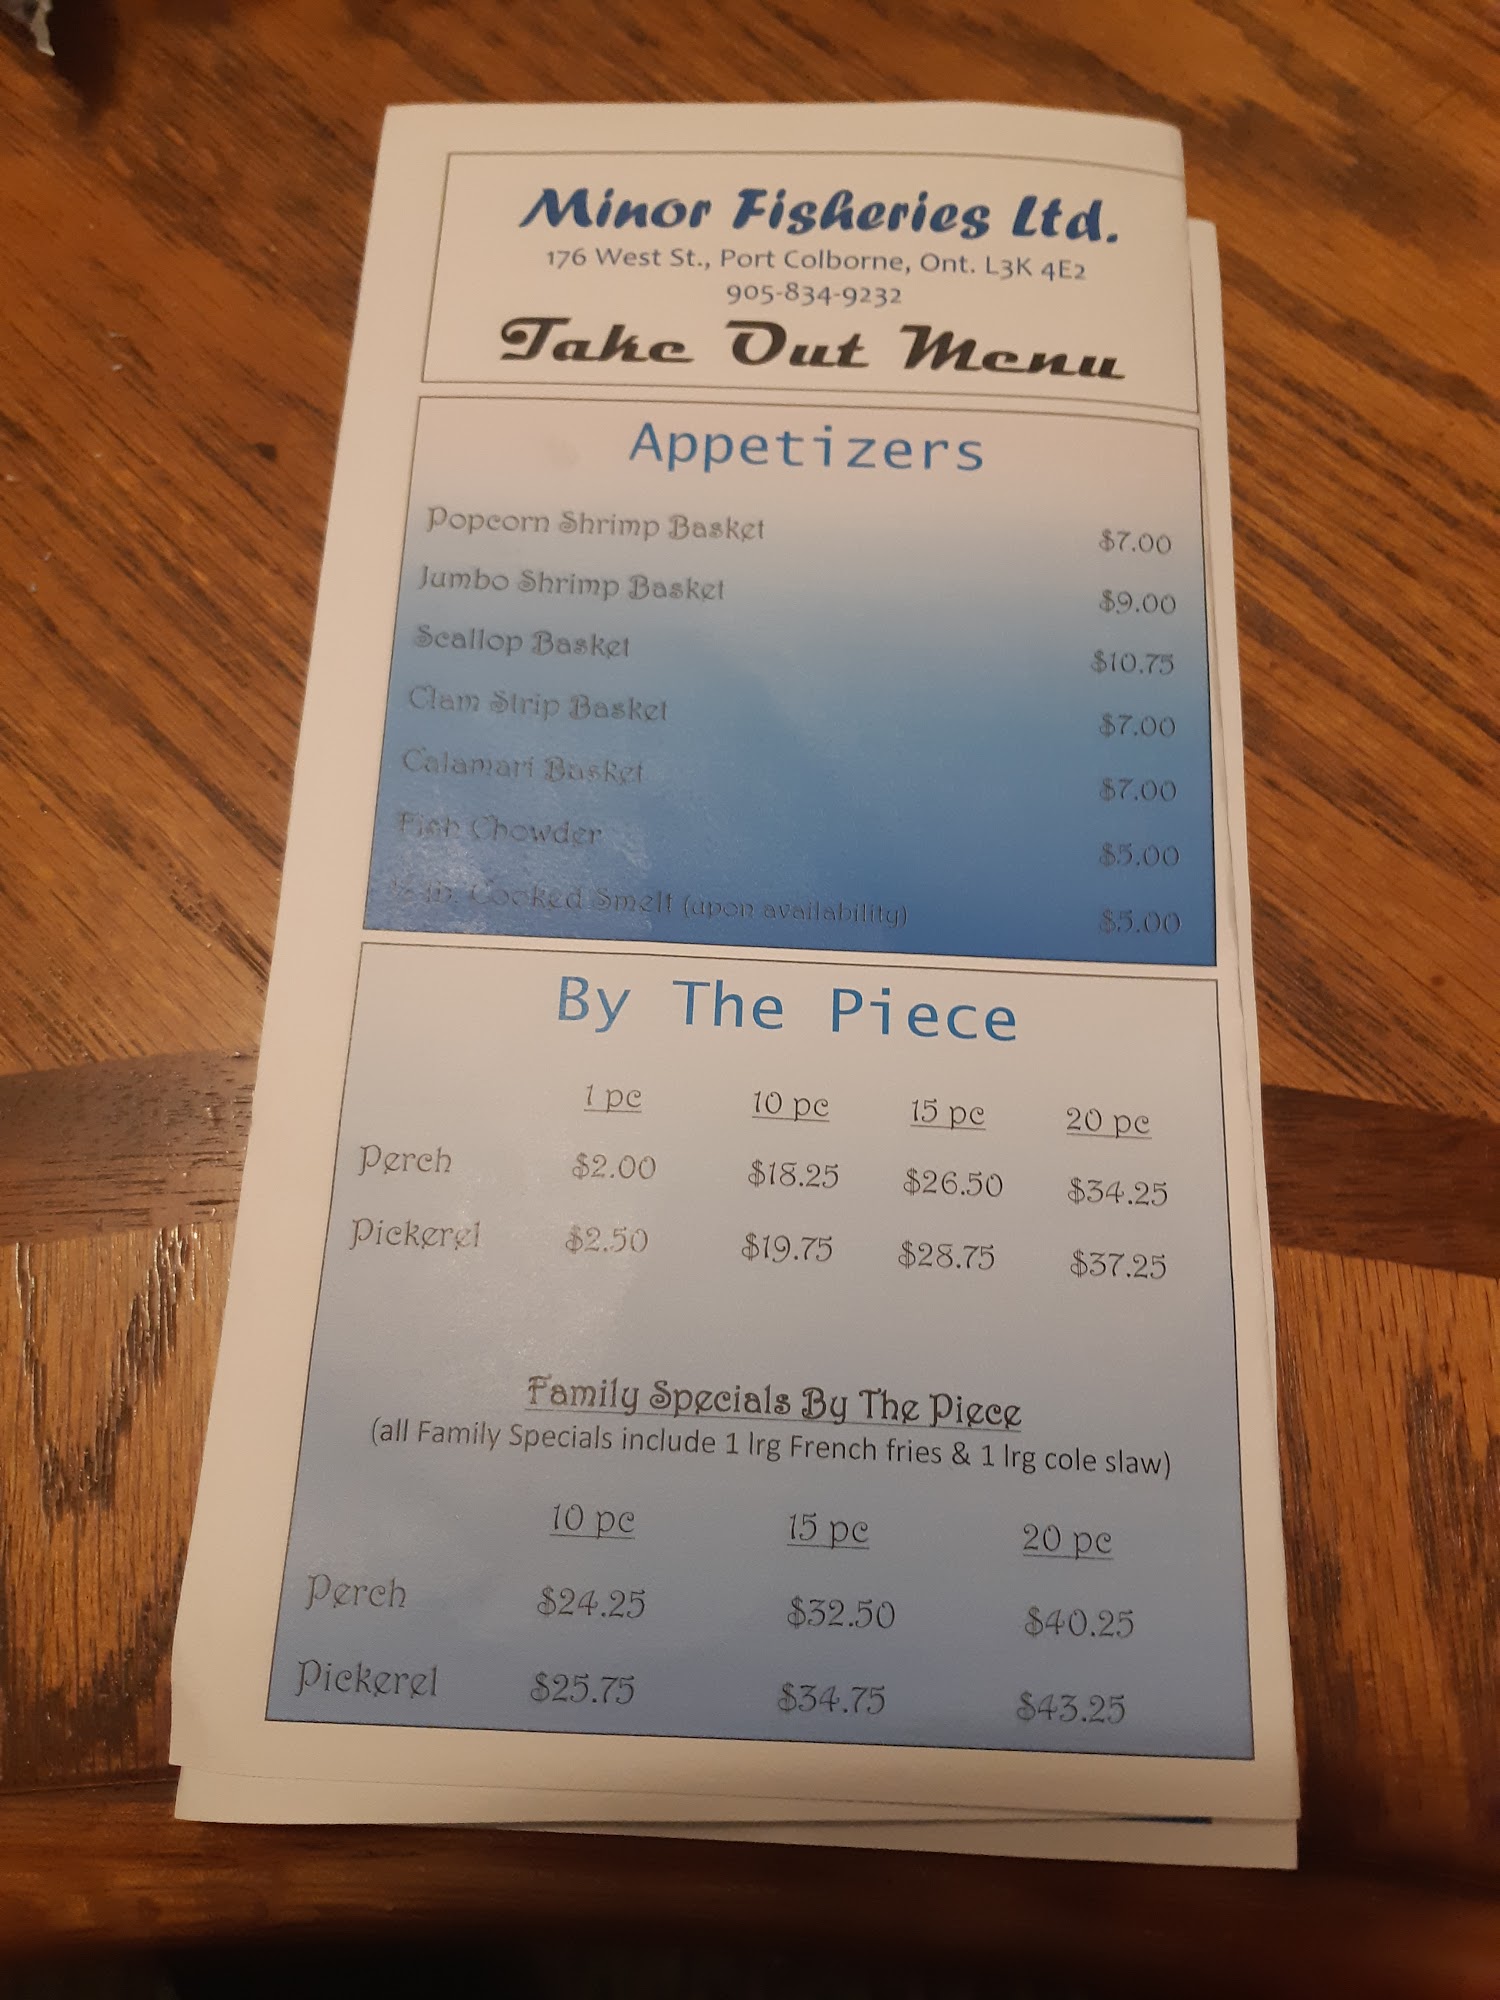 Minor Fisheries Ltd.
176 West St., Port Colborne, Ont. L3K 4E2
905-834-9232
Take Out Menu
Appetizers
Popcorn Shrimp Basket $7.00
Jumbo Shrimp Basket $9.00
Scallop Basket $10.75
Clam Strip Basket $7.00
Calamari Basket $7.00
Fish Chowder $5.00
½ lb. Cooked Smelt (upon availability) $5.00
By The Piece
1 pc 10 pc 15 pc 20 pc
Perch $2.00 $18.25 $26.50 $34.25
Pickerel $2.50 $19.75 $28.75 $37.25
Family Specials By The Piece
(all Family Specials include 1 lrg French fries & 1 lrg cole slaw)
10 pc 15 pc 20 pc
Perch $24.25 $32.50 $40.25
Pickerel $25.75 $34.75 $43.25